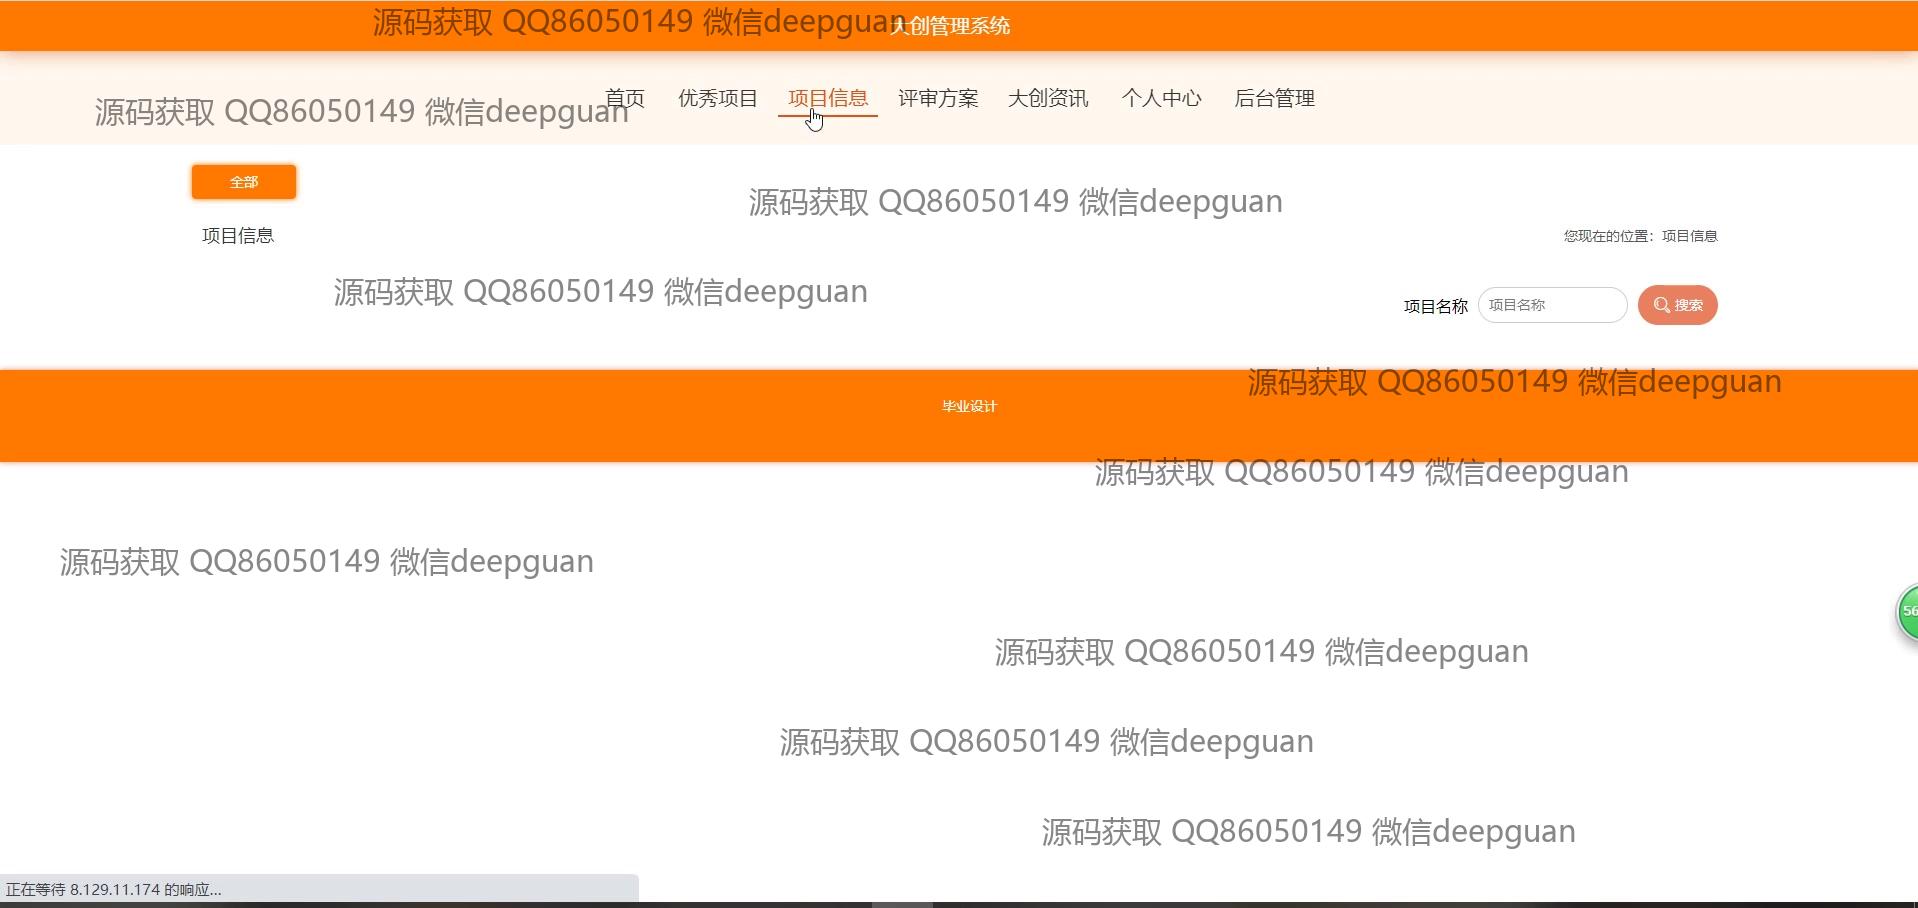 源码获取 QQ86050149 微信deepguan
大创管理系统
首页 优秀项目 项目信息 评审方案 大创资讯 个人中心 后台管理
源码获取 QQ86050149 微信deepguan
全部
源码获取 QQ86050149 微信deepguan
项目信息
您现在的位置：项目信息
源码获取 QQ86050149 微信deepguan
项目名称 项目名称 搜索
源码获取 QQ86050149 微信deepguan
毕业设计
源码获取 QQ86050149 微信deepguan
源码获取 QQ86050149 微信deepguan
56
源码获取 QQ86050149 微信deepguan
源码获取 QQ86050149 微信deepguan
源码获取 QQ86050149 微信deepguan
正在等待 8.129.11.174 的响应...